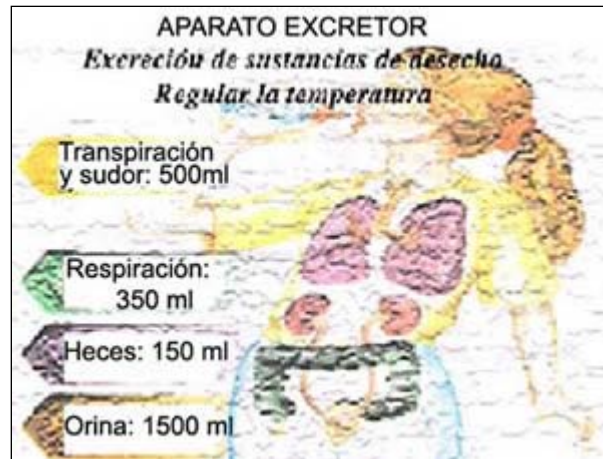 APARATO EXCRETOR
Excreción de sustancias de desecho
Regular la temperatura
Transpiración
y sudor: 500ml
Respiración:
350 ml
Heces: 150 ml
Orina: 1500 ml